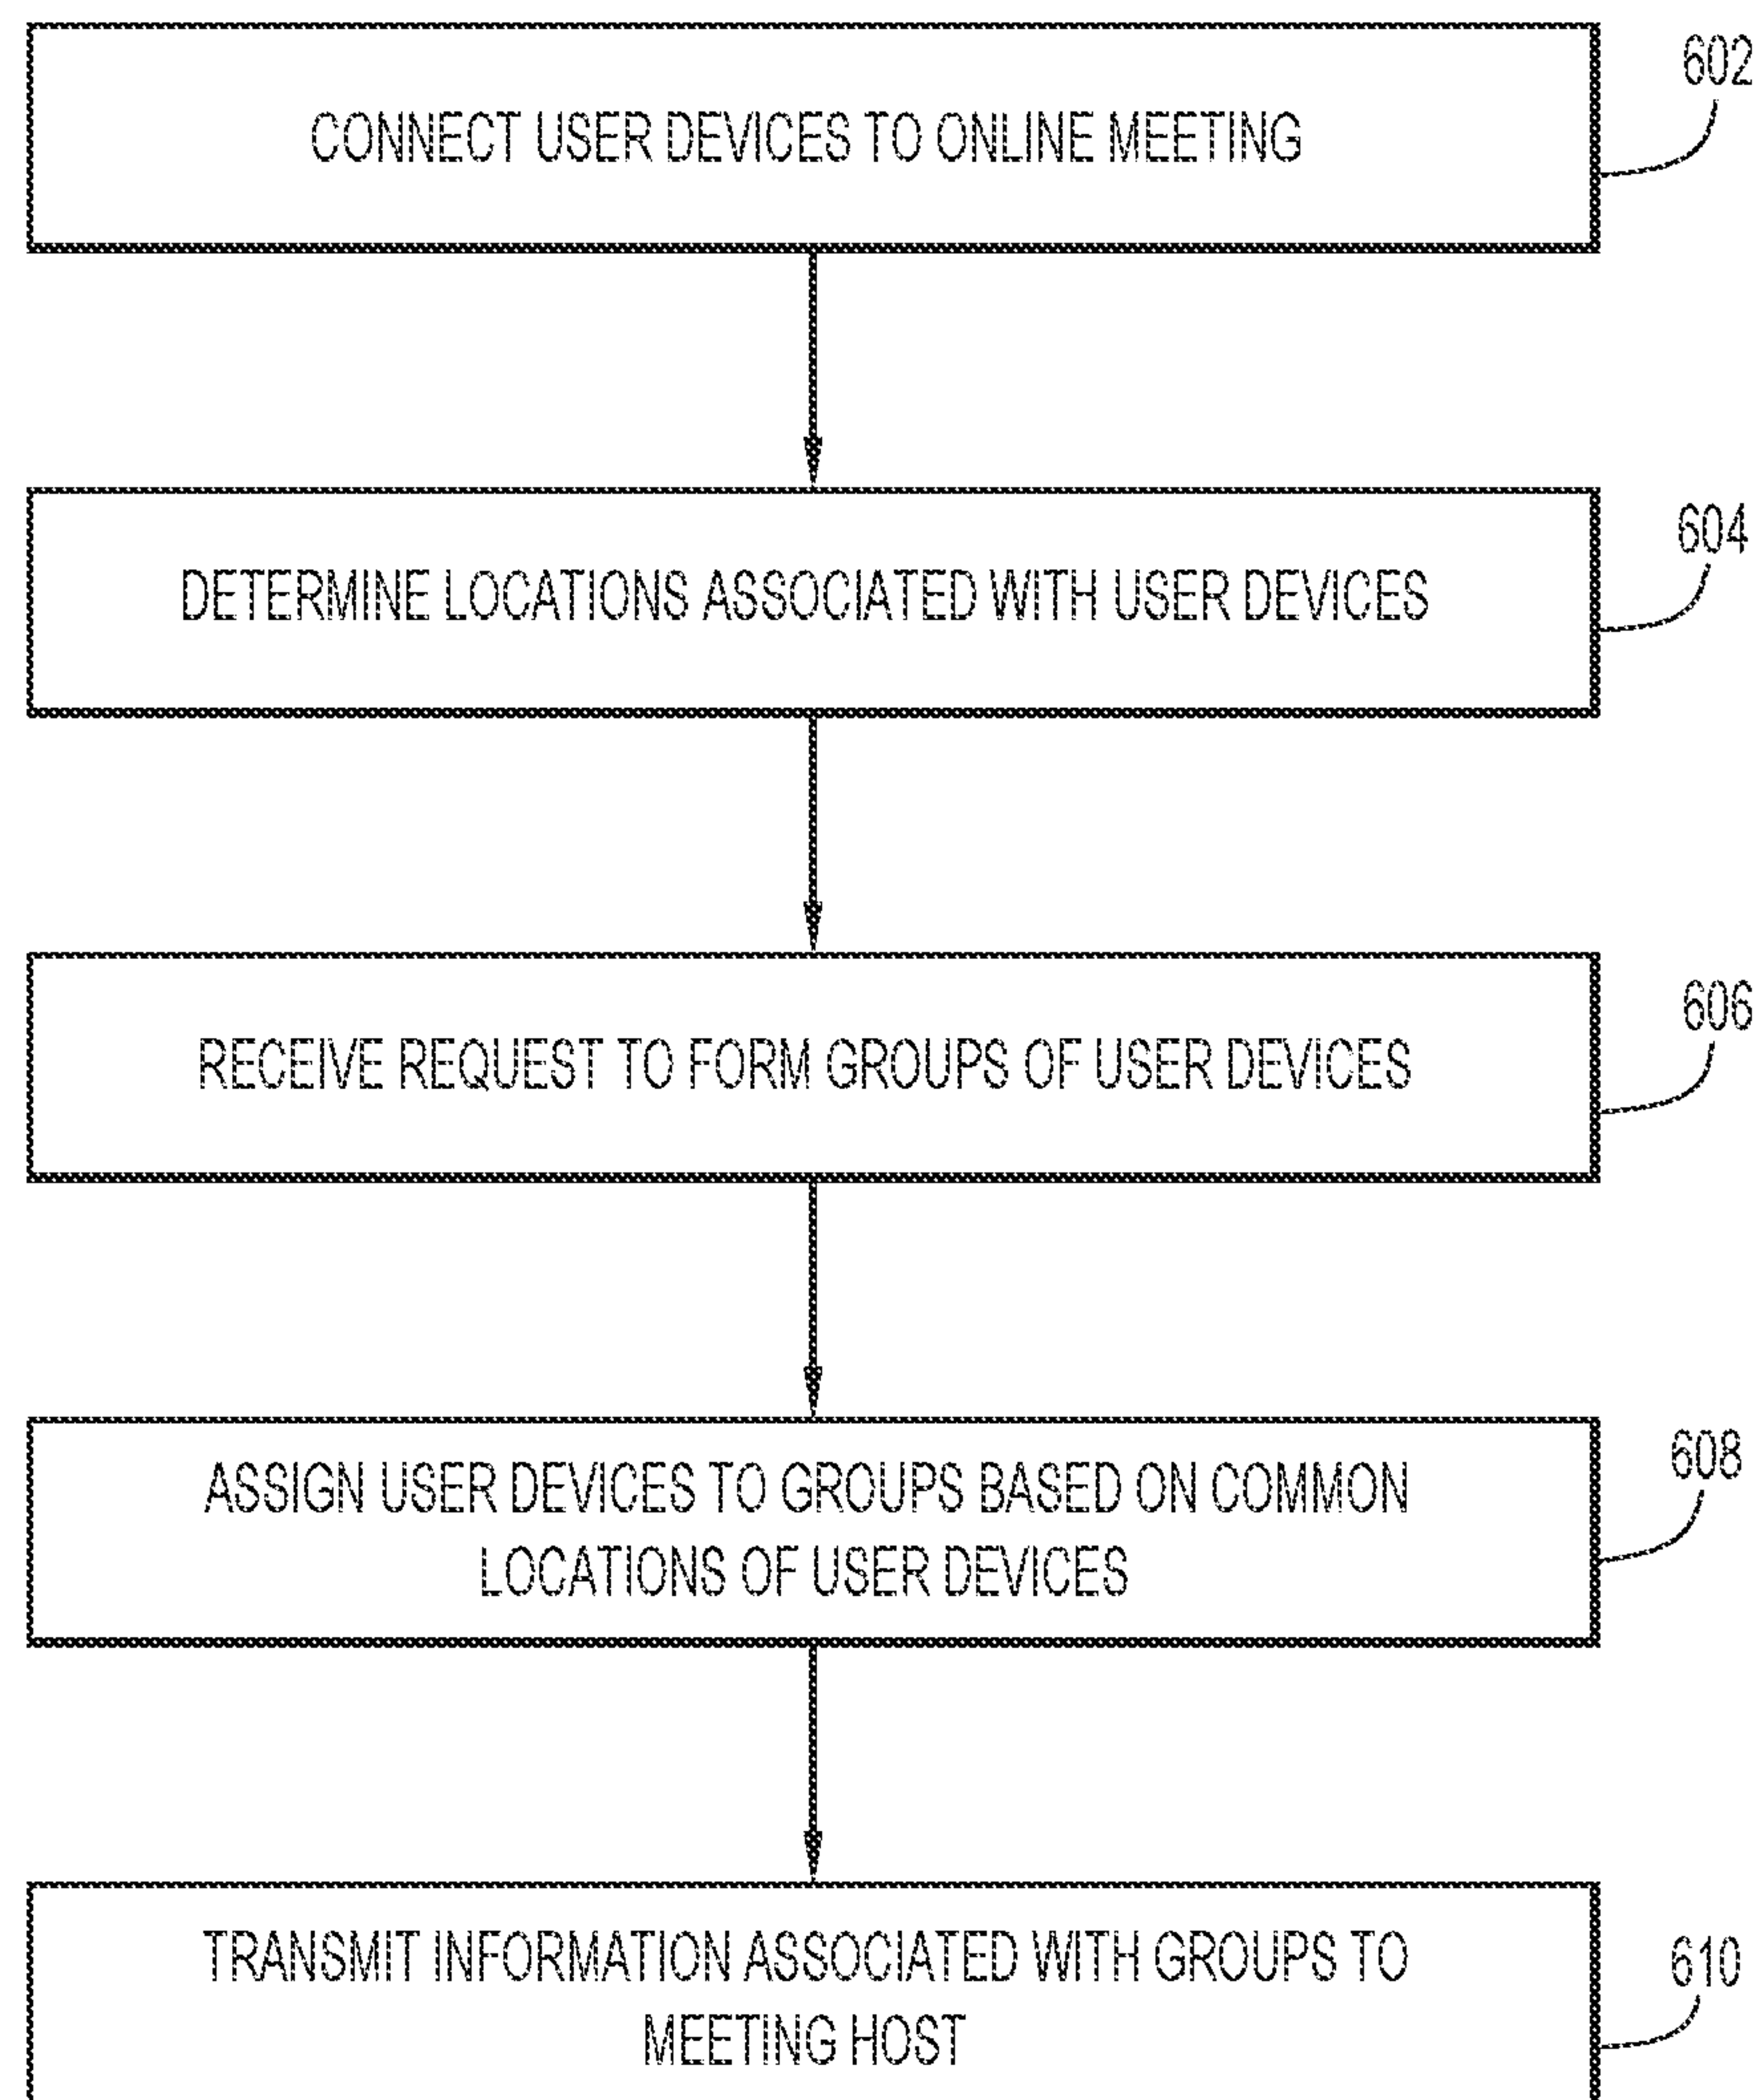 602
CONNECT USER DEVICES TO ONLINE MEETING
604
DETERMINE LOCATIONS ASSOCIATED WITH USER DEVICES
606
RECEIVE REQUEST TO FORM GROUPS OF USER DEVICES
608
ASSIGN USER DEVICES TO GROUPS BASED ON COMMON
LOCATIONS OF USER DEVICES
610
TRANSMIT INFORMATION ASSOCIATED WITH GROUPS TO
MEETING HOST